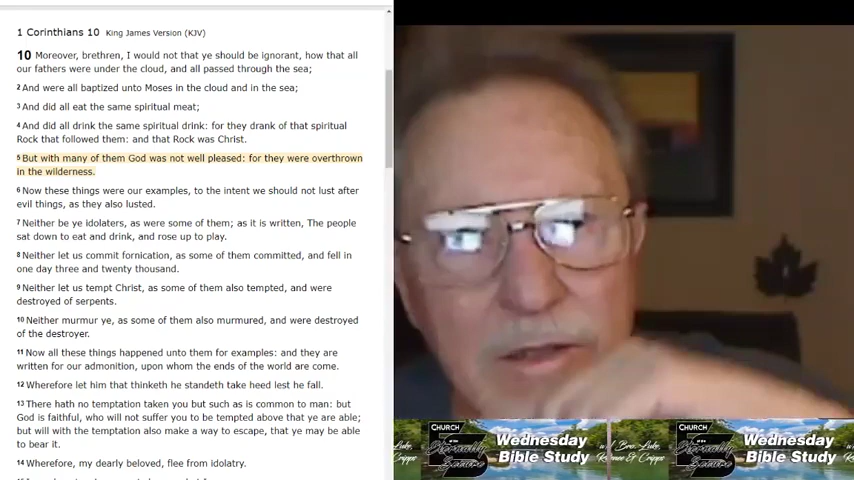 1 Corinthians 10 King James Version (KJV)
10 Moreover, brethren, I would not that ye should be ignorant, how that all
our fathers were under the cloud, and all passed through the sea;
2 And were all baptized unto Moses in the cloud and in the sea;
3 And did all eat the same spiritual meat;
4 And did all drink the same spiritual drink: for they drank of that spiritual
Rock that followed them: and that Rock was Christ.
5 But with many of them God was not well pleased: for they were overthrown
in the wilderness.
6 Now these things were our examples, to the intent we should not lust after
evil things, as they also lusted.
7 Neither be ye idolaters, as were some of them; as it is written, The people
sat down to eat and drink, and rose up to play.
8 Neither let us commit fornication, as some of them committed, and fell in
one day three and twenty thousand.
9 Neither let us tempt Christ, as some of them also tempted, and were
destroyed of serpents.
10 Neither murmur ye, as some of them also murmured, and were destroyed
of the destroyer.
11 Now all these things happened unto them for examples: and they are
written for our admonition, upon whom the ends of the world are come.
12 Wherefore let him that thinketh he standeth take heed lest he fall.
13 There hath no temptation taken you but such as is common to man: but
God is faithful, who will not suffer you to be tempted above that ye are able;
but will with the temptation also make a way to escape, that ye may be able
to bear it.
14 Wherefore, my dearly beloved, flee from idolatry.
Luke,
Cripps
CHURCH
of the
Eternally
Secure
Wednesday
Bible Study
w/ Bro. Luke,
& Cripps
CHURCH
of the
Eternally
Secure
Wednesday
Bible Study